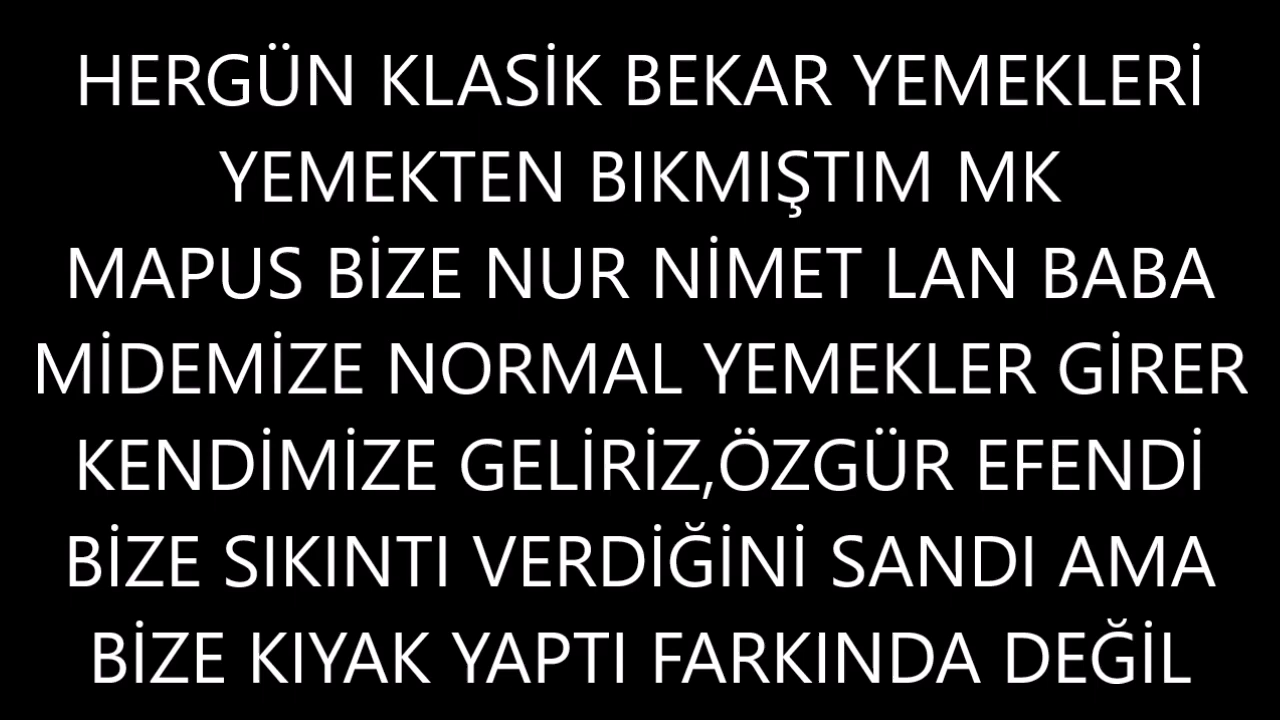 HERGÜN KLASİK BEKAR YEMEKLERİ
YEMEKTEN BIKMIŞTIM MK
MAPUS BİZE NUR NİMET LAN BABA
MİDEMİZE NORMAL YEMEKLER GİRER
KENDİMİZE GELİRİZ,ÖZGÜR EFENDİ
BİZE SIKINTI VERDİĞİNİ SANDI AMA
BİZE KIYAK YAPTI FARKINDA DEĞİL